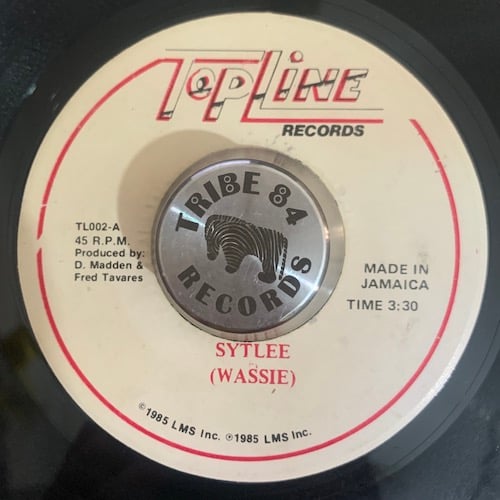 TOPLINE
RECORDS
TRIBE 84
RECORDS
TL002-A
45 R.P.M.
Produced by:
D. Madden &
Fred Tavares
MADE IN
JAMAICA
TIME 3:30
SYTLEE
(WASSIE)
©1985 LMS Inc. ℗1985 LMS Inc.